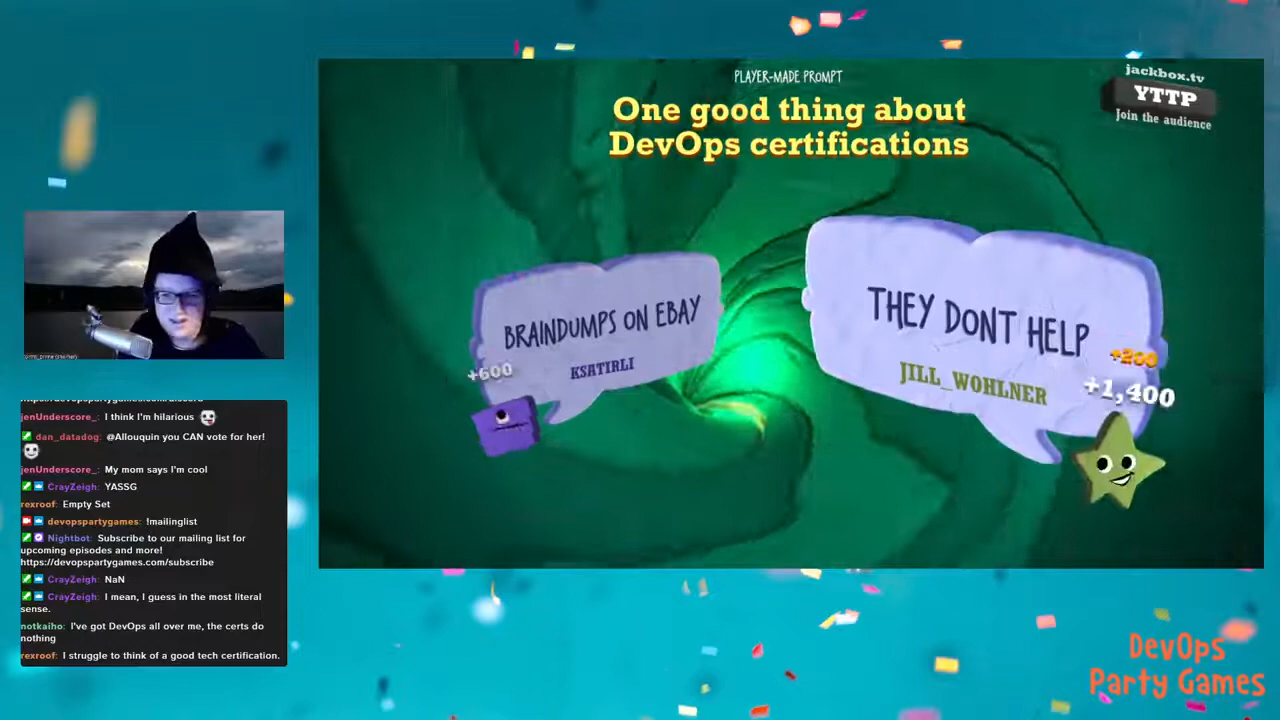 PLAYER-MADE PROMPT
One good thing about
DevOps certifications
jackbox.tv
YTTP
Join the audience
BRAINDUMPS ON EBAY
KSATIRLI
+600
THEY DONT HELP
JILL_WOHLNER
+200
+1,400
https://devopspartygames.com/discord
jenUnderscore_: I think I'm hilarious
dan_datadog: @Allouquin you CAN vote for her!
jenUnderscore_: My mom says I'm cool
CrayZeigh: YASSG
rexroof: Empty Set
devopspartygames: !mailinglist
Nightbot: Subscribe to our mailing list for
upcoming episodes and more!
https://devopspartygames.com/subscribe
CrayZeigh: NaN
CrayZeigh: I mean, I guess in the most literal
sense.
notkaiho: I've got DevOps all over me, the certs do
nothing
rexroof: I struggle to think of a good tech certification.
DevOps
Party Games